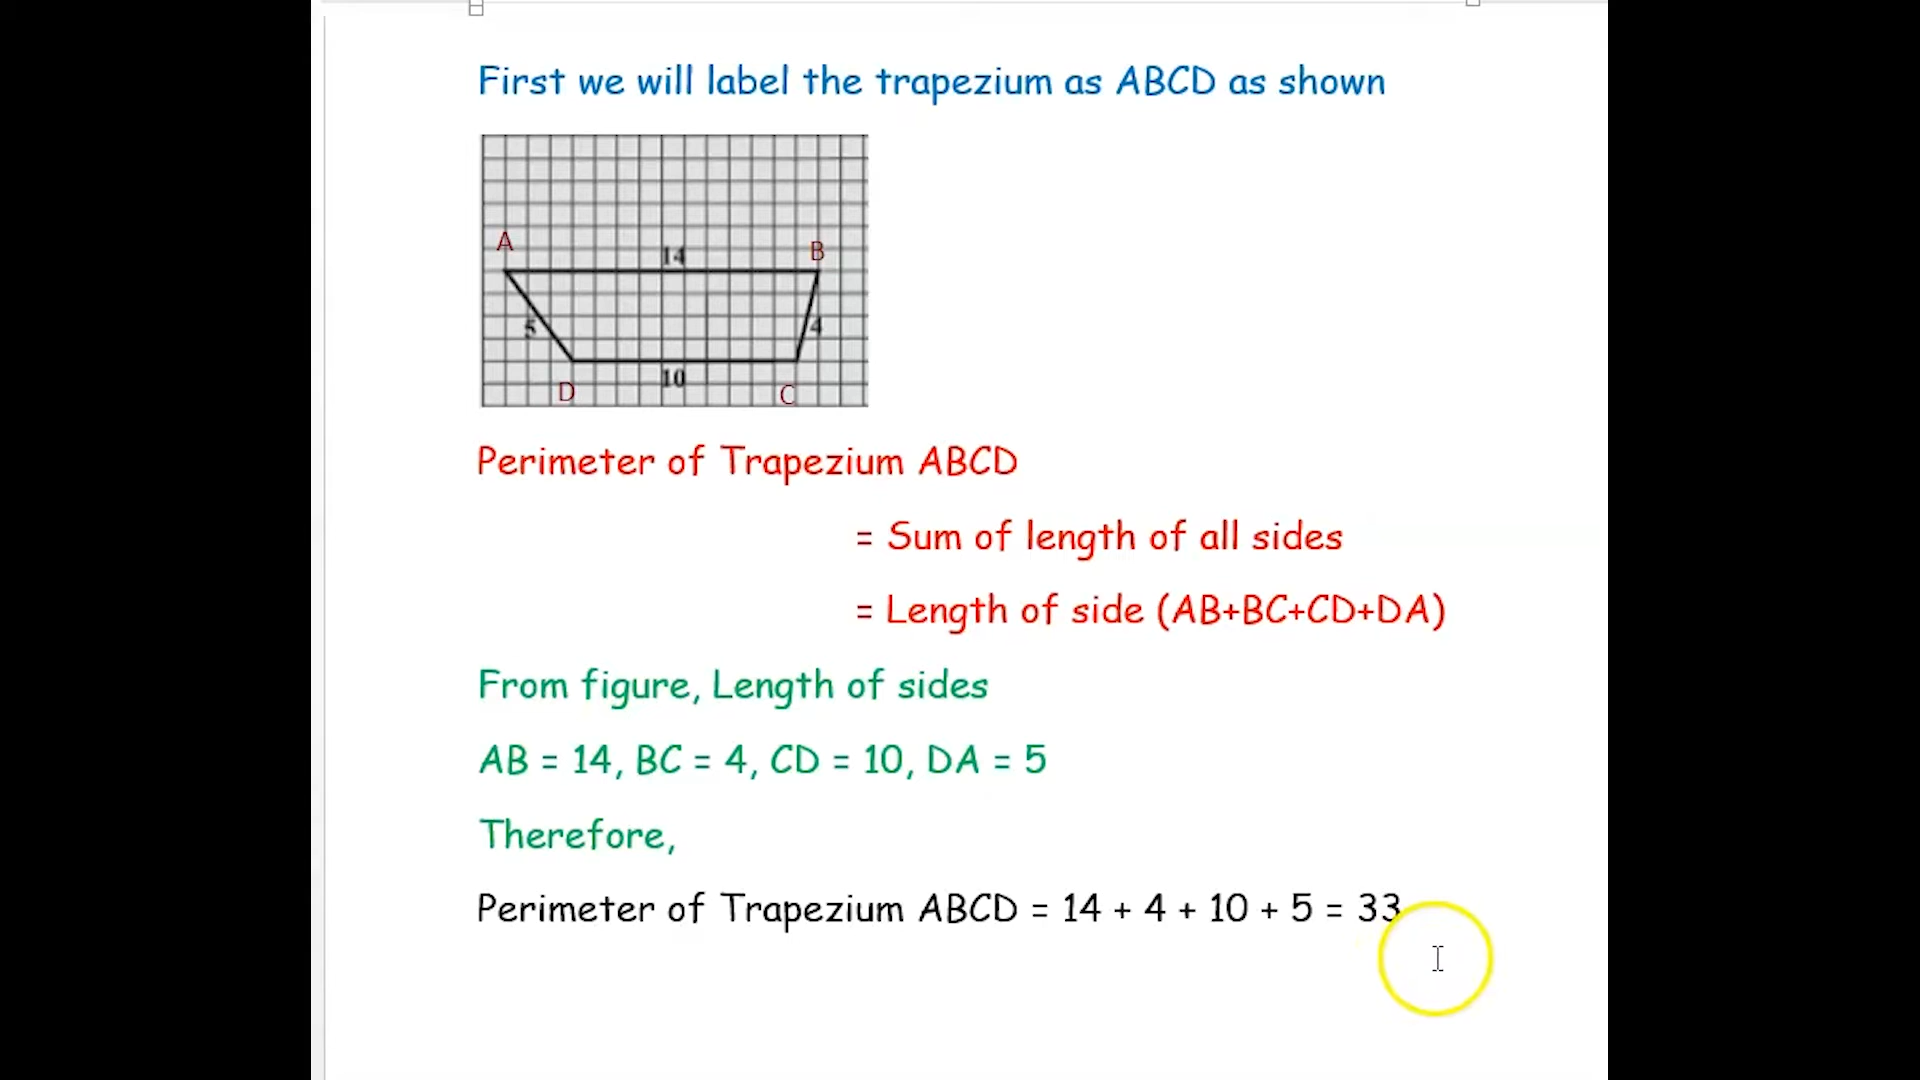 First we will label the trapezium as ABCD as shown
A
B
14
5
4
10
D
C
Perimeter of Trapezium ABCD
= Sum of length of all sides
= Length of side (AB+BC+CD+DA)
From figure, Length of sides
AB = 14, BC = 4, CD = 10, DA = 5
Therefore,
Perimeter of Trapezium ABCD = 14 + 4 + 10 + 5 = 33